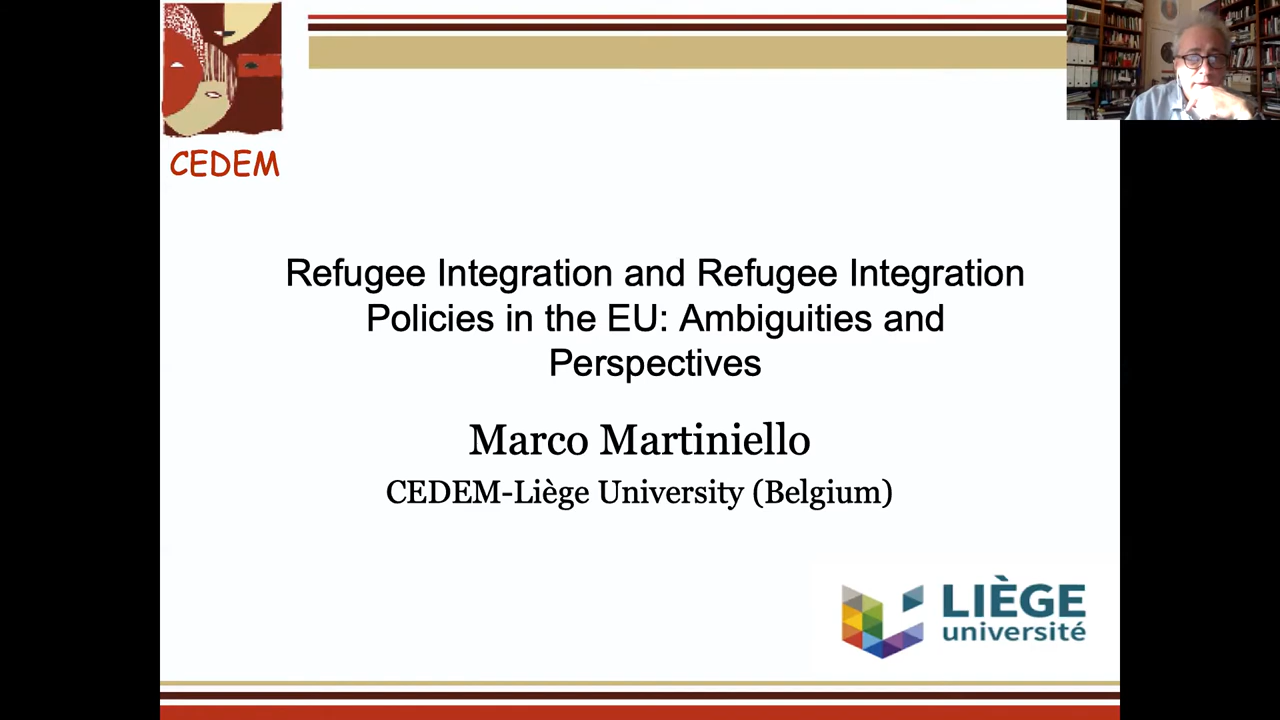 CEDEM
Refugee Integration and Refugee Integration
Policies in the EU: Ambiguities and
Perspectives
Marco Martiniello
CEDEM-Liège University (Belgium)
LIÈGE
université